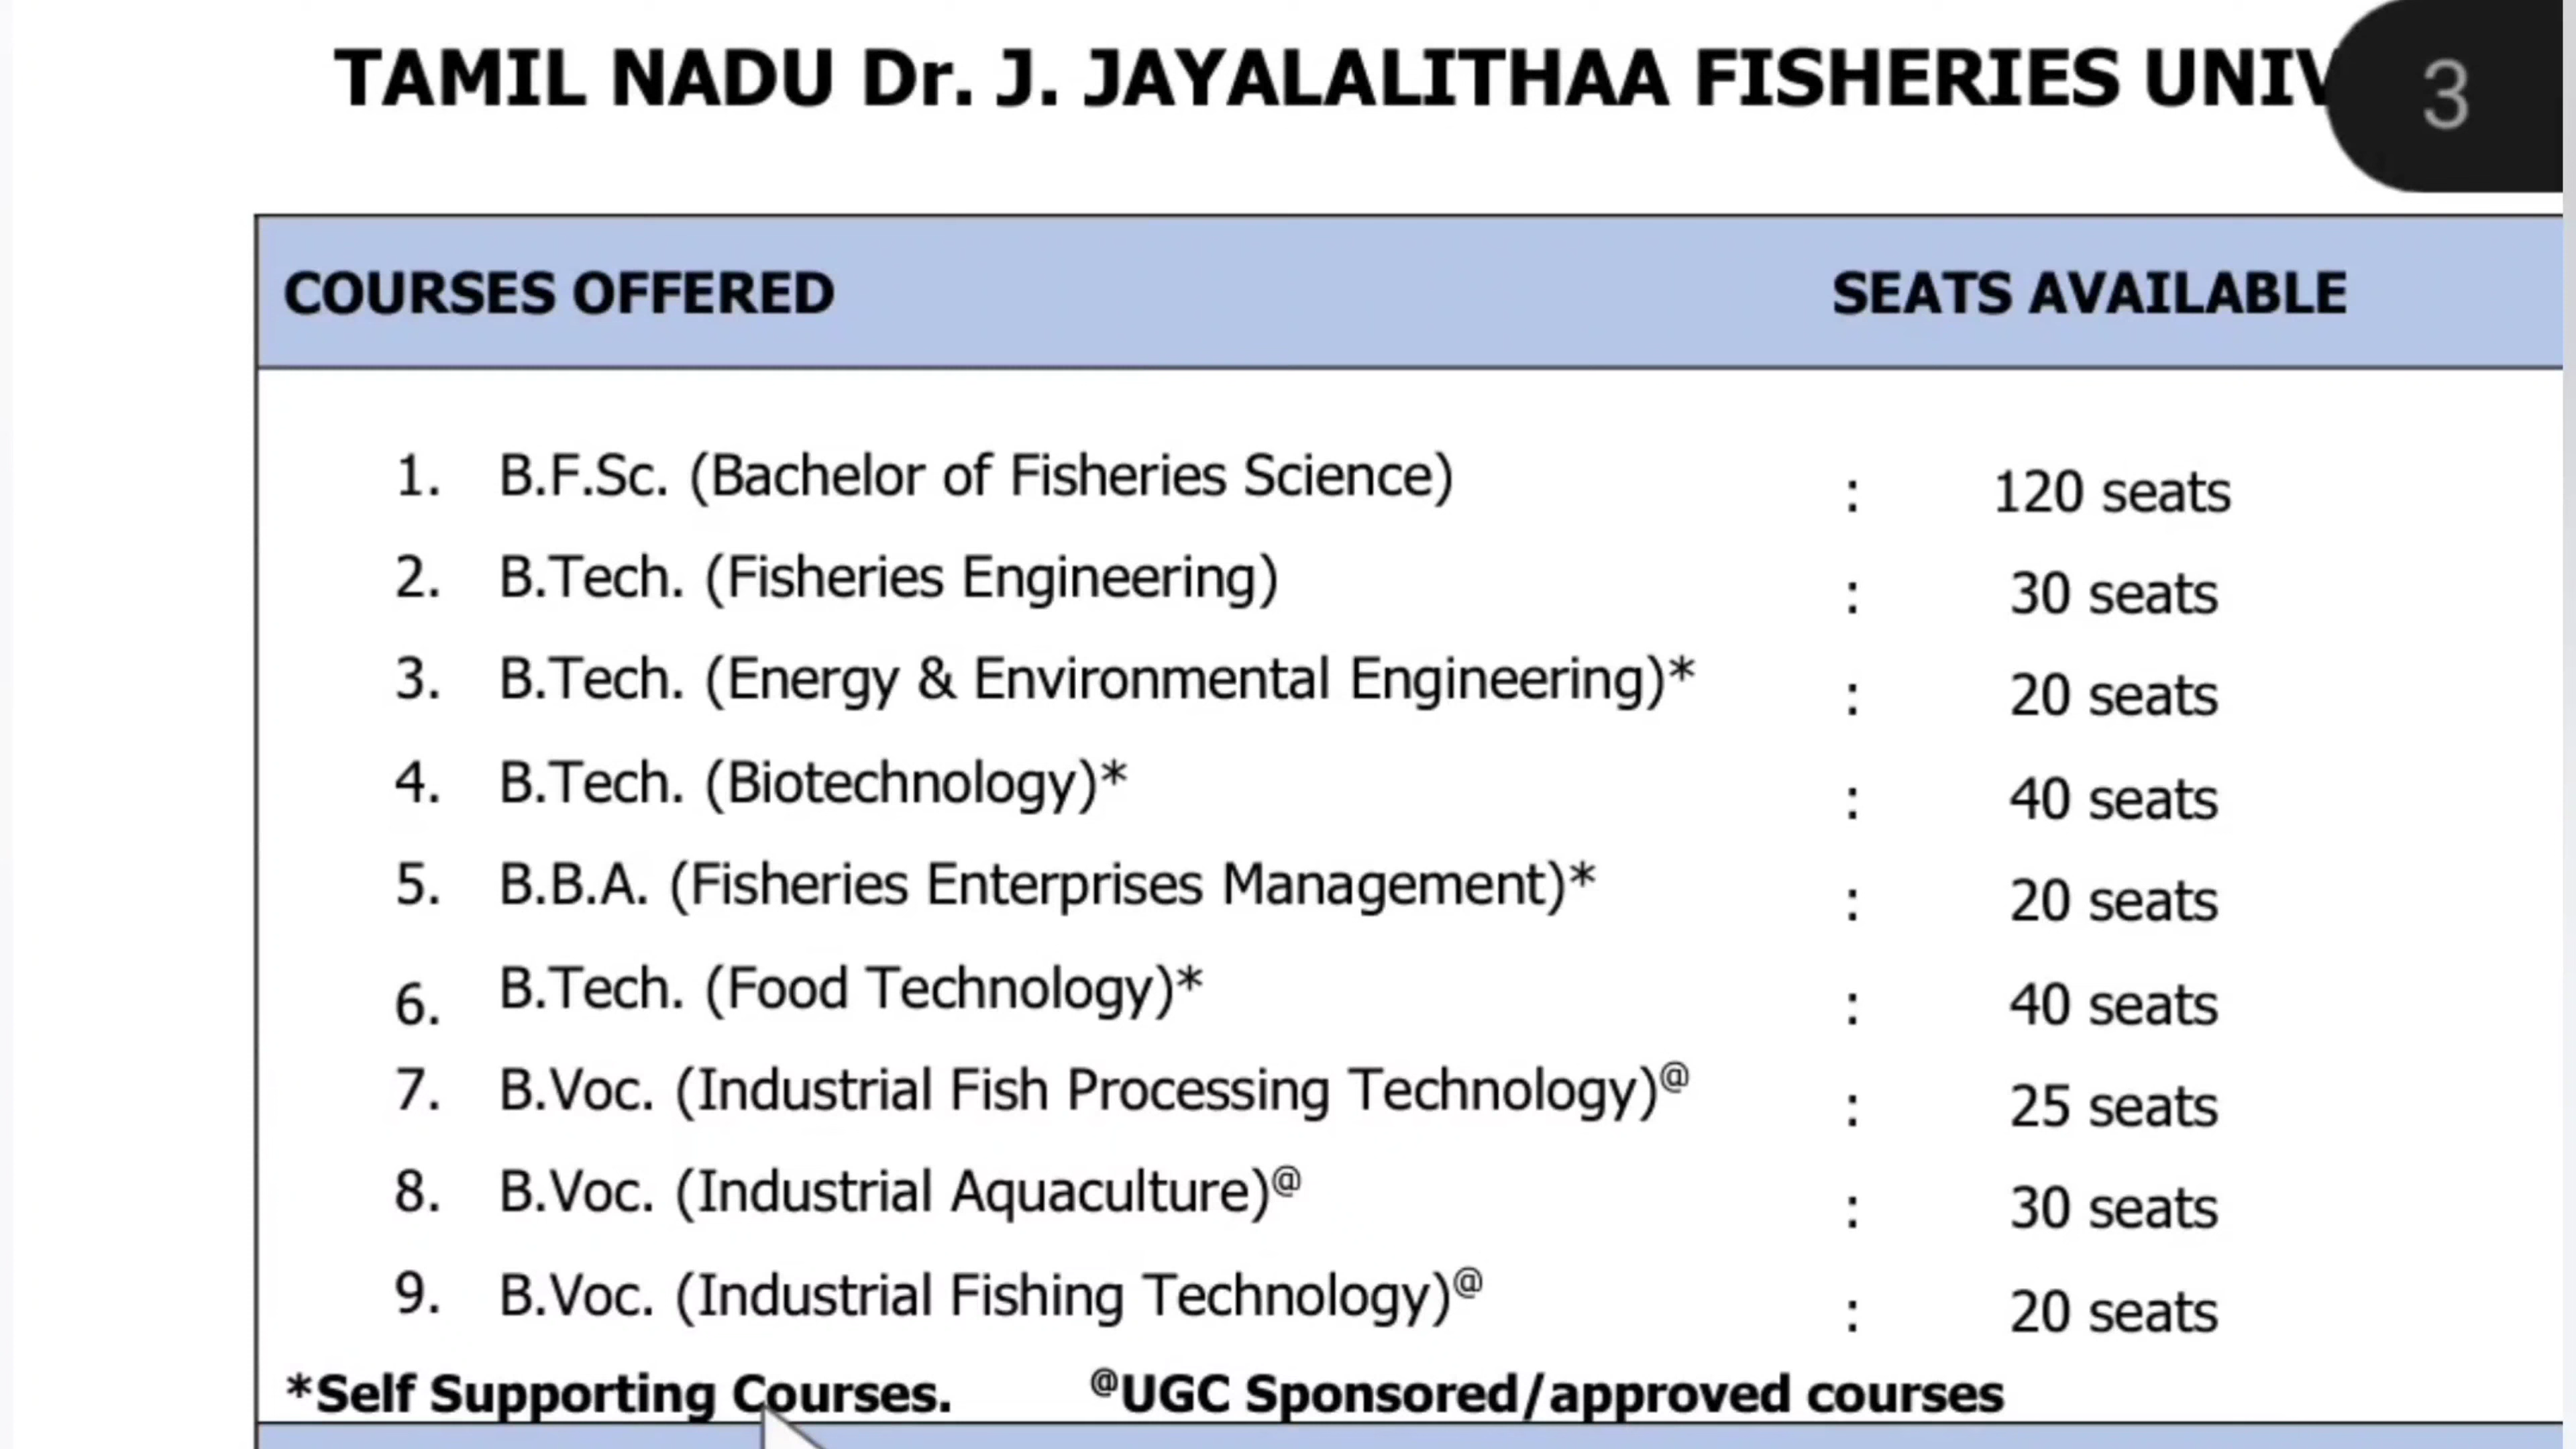 TAMIL NADU Dr. J. JAYALALITHAA FISHERIES
3
COURSES OFFERED SEATS AVAILABLE
1. B.F.Sc. (Bachelor of Fisheries Science) : 120 seats
2. B.Tech. (Fisheries Engineering) : 30 seats
3. B.Tech. (Energy & Environmental Engineering)* : 20 seats
4. B.Tech. (Biotechnology)* : 40 seats
5. B.B.A. (Fisheries Enterprises Management)* : 20 seats
6. B.Tech. (Food Technology)* : 40 seats
7. B.Voc. (Industrial Fish Processing Technology)@ : 25 seats
8. B.Voc. (Industrial Aquaculture)@ : 30 seats
9. B.Voc. (Industrial Fishing Technology)@ : 20 seats
*Self Supporting Courses. @UGC Sponsored/approved courses